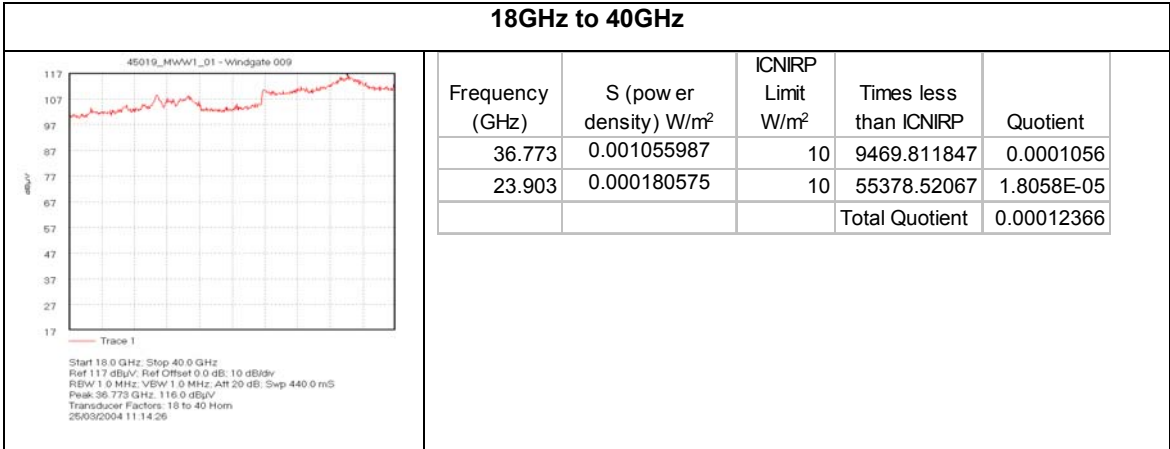 18GHz to 40GHz
45019_MWW1_01 - Windgate 009
117
107
97
87
77
67
57
47
37
27
17
dBµV
Trace 1
Start 18.0 GHz; Stop 40.0 GHz
Ref 117 dBµV; Ref Offset 0.0 dB; 10 dB/div
RBW 1.0 MHz; VBW 1.0 MHz; Att 20 dB; Swp 440.0 mS
Peak 36.773 GHz, 116.0 dBµV
Transducer Factors: 18 to 40 Horn
25/03/2004 11:14:26
Frequency (GHz) S (pow er density) W/m² ICNIRP Limit W/m² Times less than ICNIRP Quotient
36.773 0.001055987 10 9469.811847 0.0001056
23.903 0.000180575 10 55378.52067 1.8058E-05
Total Quotient 0.00012366